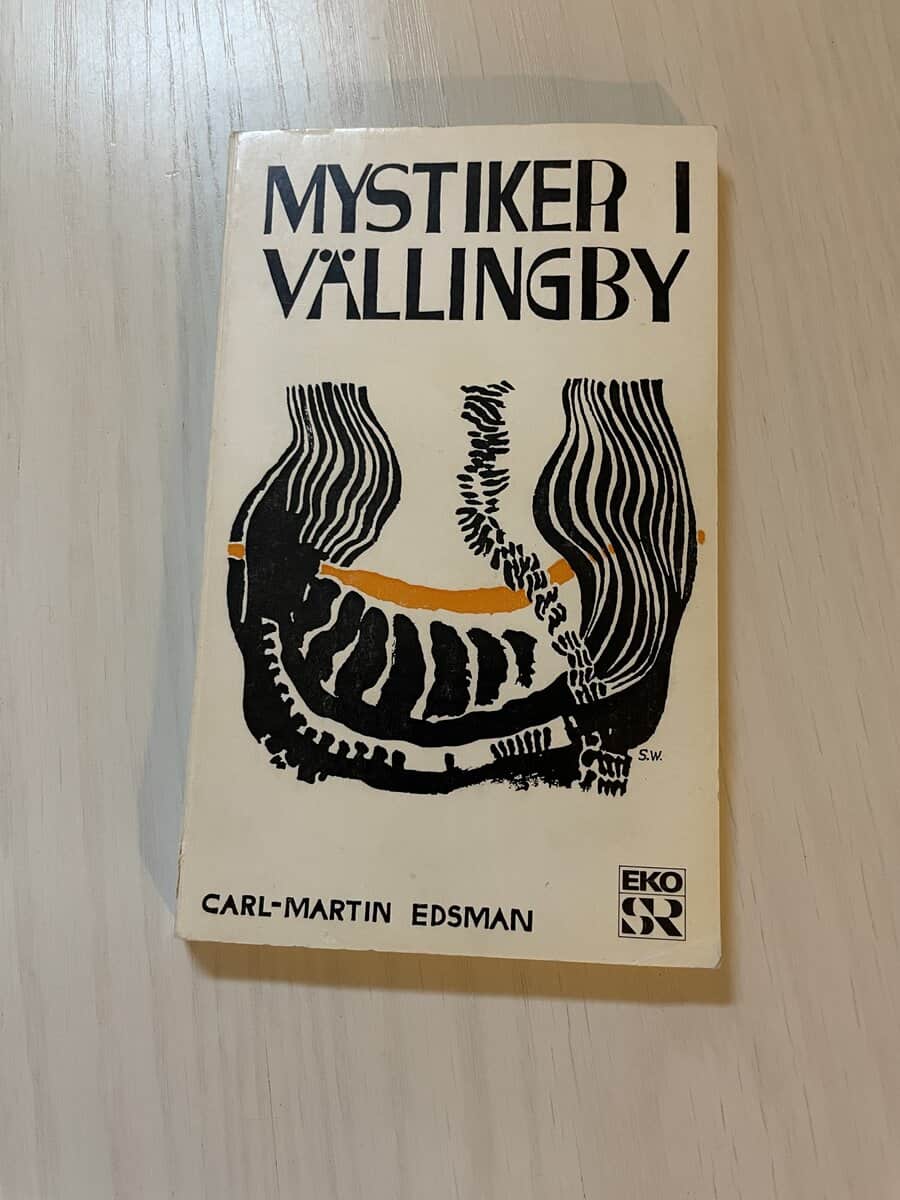 MYSTIKER I
VÄLLINGBY
S.W.
CARL-MARTIN EDSMAN
EKO
SR